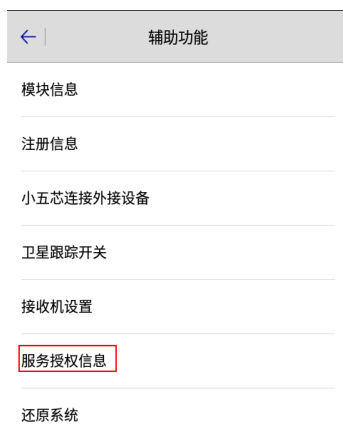 辅助功能
模块信息
注册信息
小五芯连接外接设备
卫星跟踪开关
接收机设置
服务授权信息
还原系统